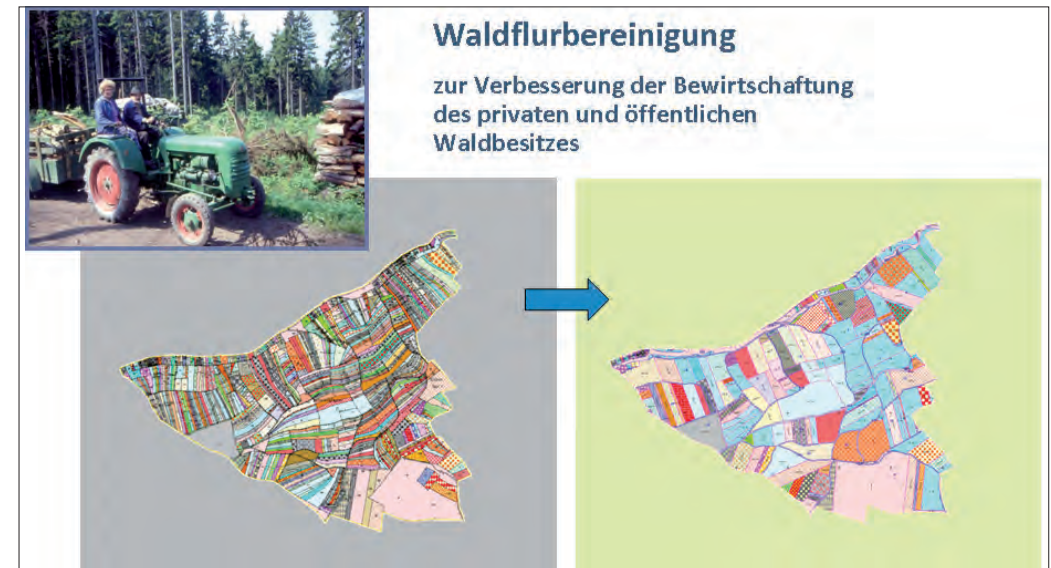 Waldflurbereinigung
zur Verbesserung der Bewirtschaftung
des privaten und öffentlichen
Waldbesitzes